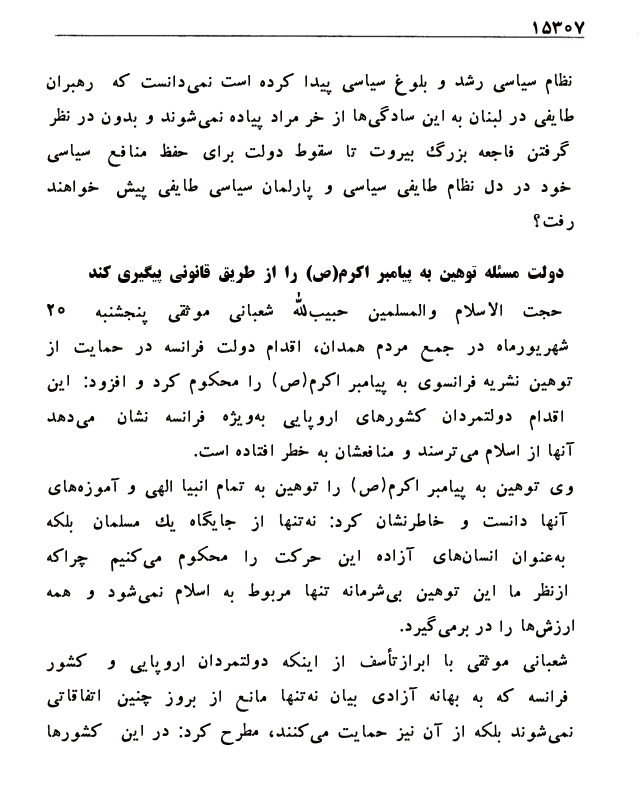 ۱۵۳۰۷
نظام سیاسی رشد و بلوغ سیاسی پیدا کرده است نمی‌دانست که رهبران
طایفی در لبنان به این سادگی‌ها از خر مراد پیاده نمی‌شوند و بدون در نظر
گرفتن فاجعه بزرگ بیروت تا سقوط دولت برای حفظ منافع سیاسی
خود در دل نظام طایفی سیاسی و پارلمان سیاسی طایفی پیش خواهند
رفت؟
دولت مسئله توهین به پیامبر اکرم(ص) را از طریق قانونی پیگیری کند
حجت الاسلام والمسلمین حبیب‌الله شعبانی موثقی پنجشنبه ۲۰
شهریورماه در جمع مردم همدان، اقدام دولت فرانسه در حمایت از
توهین نشریه فرانسوی به پیامبر اکرم(ص) را محکوم کرد و افزود: این
اقدام دولتمردان کشورهای اروپایی به‌ویژه فرانسه نشان می‌دهد
آنها از اسلام می‌ترسند و منافعشان به خطر افتاده است.
وی توهین به پیامبر اکرم(ص) را توهین به تمام انبیا الهی و آموزه‌های
آنها دانست و خاطرنشان کرد: نه‌تنها از جایگاه یك مسلمان بلکه
به‌عنوان انسان‌های آزاده این حرکت را محکوم می‌کنیم چراکه
ازنظر ما این توهین بی‌شرمانه تنها مربوط به اسلام نمی‌شود و همه
ارزش‌ها را در برمی‌گیرد.
شعبانی موثقی با ابرازتأسف از اینکه دولتمردان اروپایی و کشور
فرانسه که به بهانه آزادی بیان نه‌تنها مانع از بروز چنین اتفاقاتی
نمی‌شوند بلکه از آن نیز حمایت می‌کنند، مطرح کرد: در این کشورها